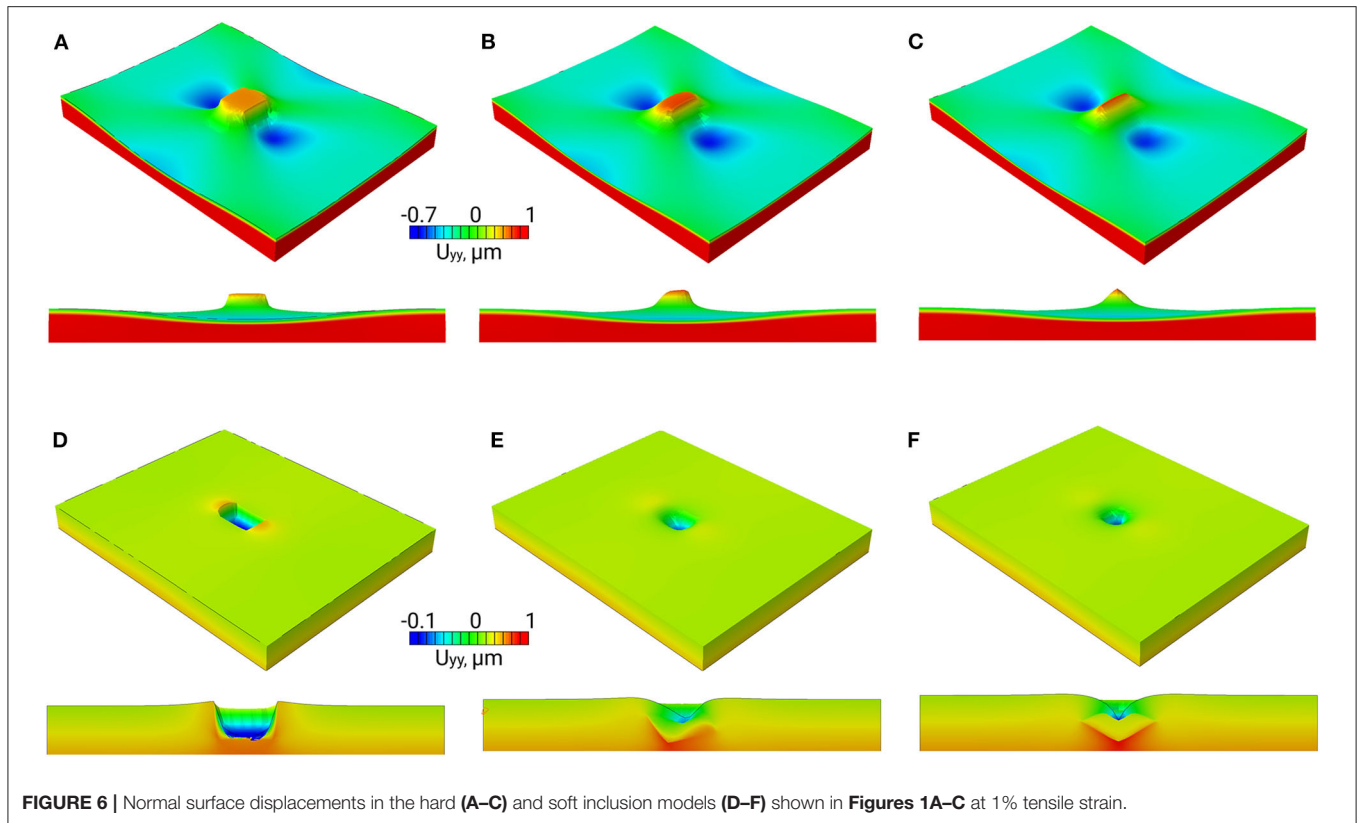 A
B
C
-0.7 0 1
Uyy, μm
D
E
F
-0.1 0 1
Uyy, μm
FIGURE 6 | Normal surface displacements in the hard (A–C) and soft inclusion models (D–F) shown in Figures 1A–C at 1% tensile strain.